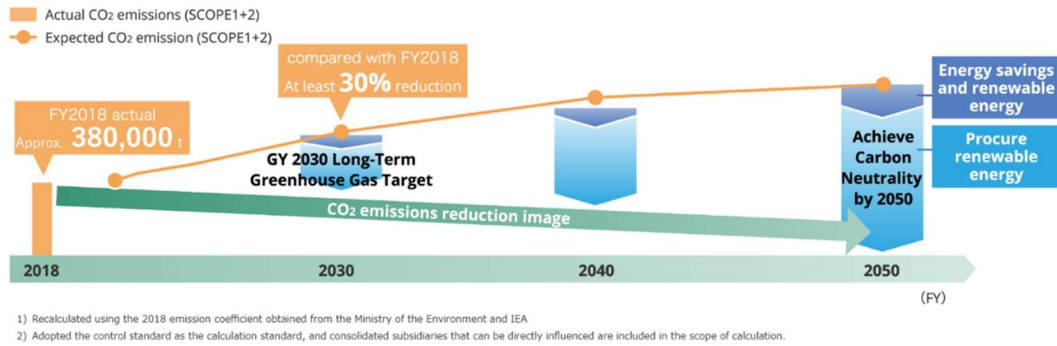 Actual CO₂ emissions (SCOPE1+2)
Expected CO₂ emission (SCOPE1+2)
compared with FY2018
At least 30% reduction
Energy savings
and renewable
energy
FY2018 actual
Approx. 380,000 t
GY 2030 Long-Term
Greenhouse Gas Target
Achieve
Carbon
Neutrality
by 2050
Procure
renewable
energy
CO₂ emissions reduction image
2018 2030 2040 2050
(FY)
1) Recalculated using the 2018 emission coefficient obtained from the Ministry of the Environment and IEA
2) Adopted the control standard as the calculation standard, and consolidated subsidiaries that can be directly influenced are included in the scope of calculation.